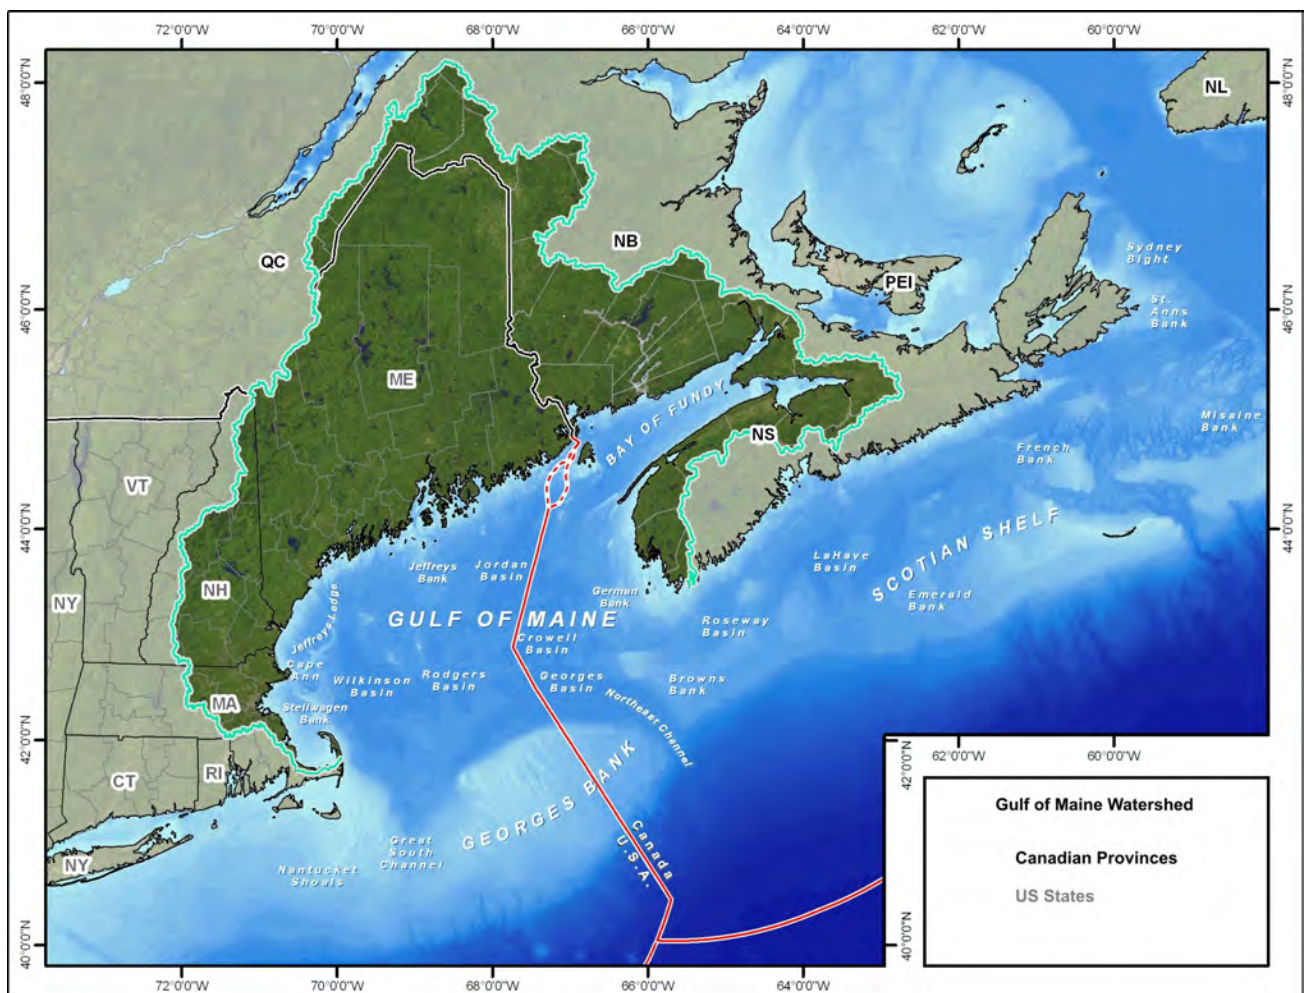 72°0'0"W
70°0'0"W
68°0'0"W
66°0'0"W
64°0'0"W
62°0'0"W
60°0'0"W
48°0'0"N
48°0'0"N
NL
NB
QC
PEI
Sydney
Bight
St.
Anns
Bank
46°0'0"N
46°0'0"N
ME
BAY OF FUNDY
NS
Misaine
Bank
French
Bank
VT
44°0'0"N
44°0'0"N
SCOTIAN SHELF
LaHave
Basin
Emerald
Bank
Jeffreys
Bank
Jordan
Basin
German
Bank
NH
NY
Jeffreys Ledge
GULF OF MAINE
Roseway
Basin
Crowell
Basin
Cape
Ann
Wilkinson
Basin
Rodgers
Basin
Georges
Basin
Browns
Bank
Northeast Channel
MA
Stellwagen
Bank
42°0'0"N
42°0'0"N
62°0'0"W
60°0'0"W
CT
RI
GEORGES BANK
Gulf of Maine Watershed
Canadian Provinces
US States
Canada
U.S.A.
Great
South
Channel
Nantucket
Shoals
NY
40°0'0"N
40°0'0"N
72°0'0"W
70°0'0"W
68°0'0"W
66°0'0"W
64°0'0"W